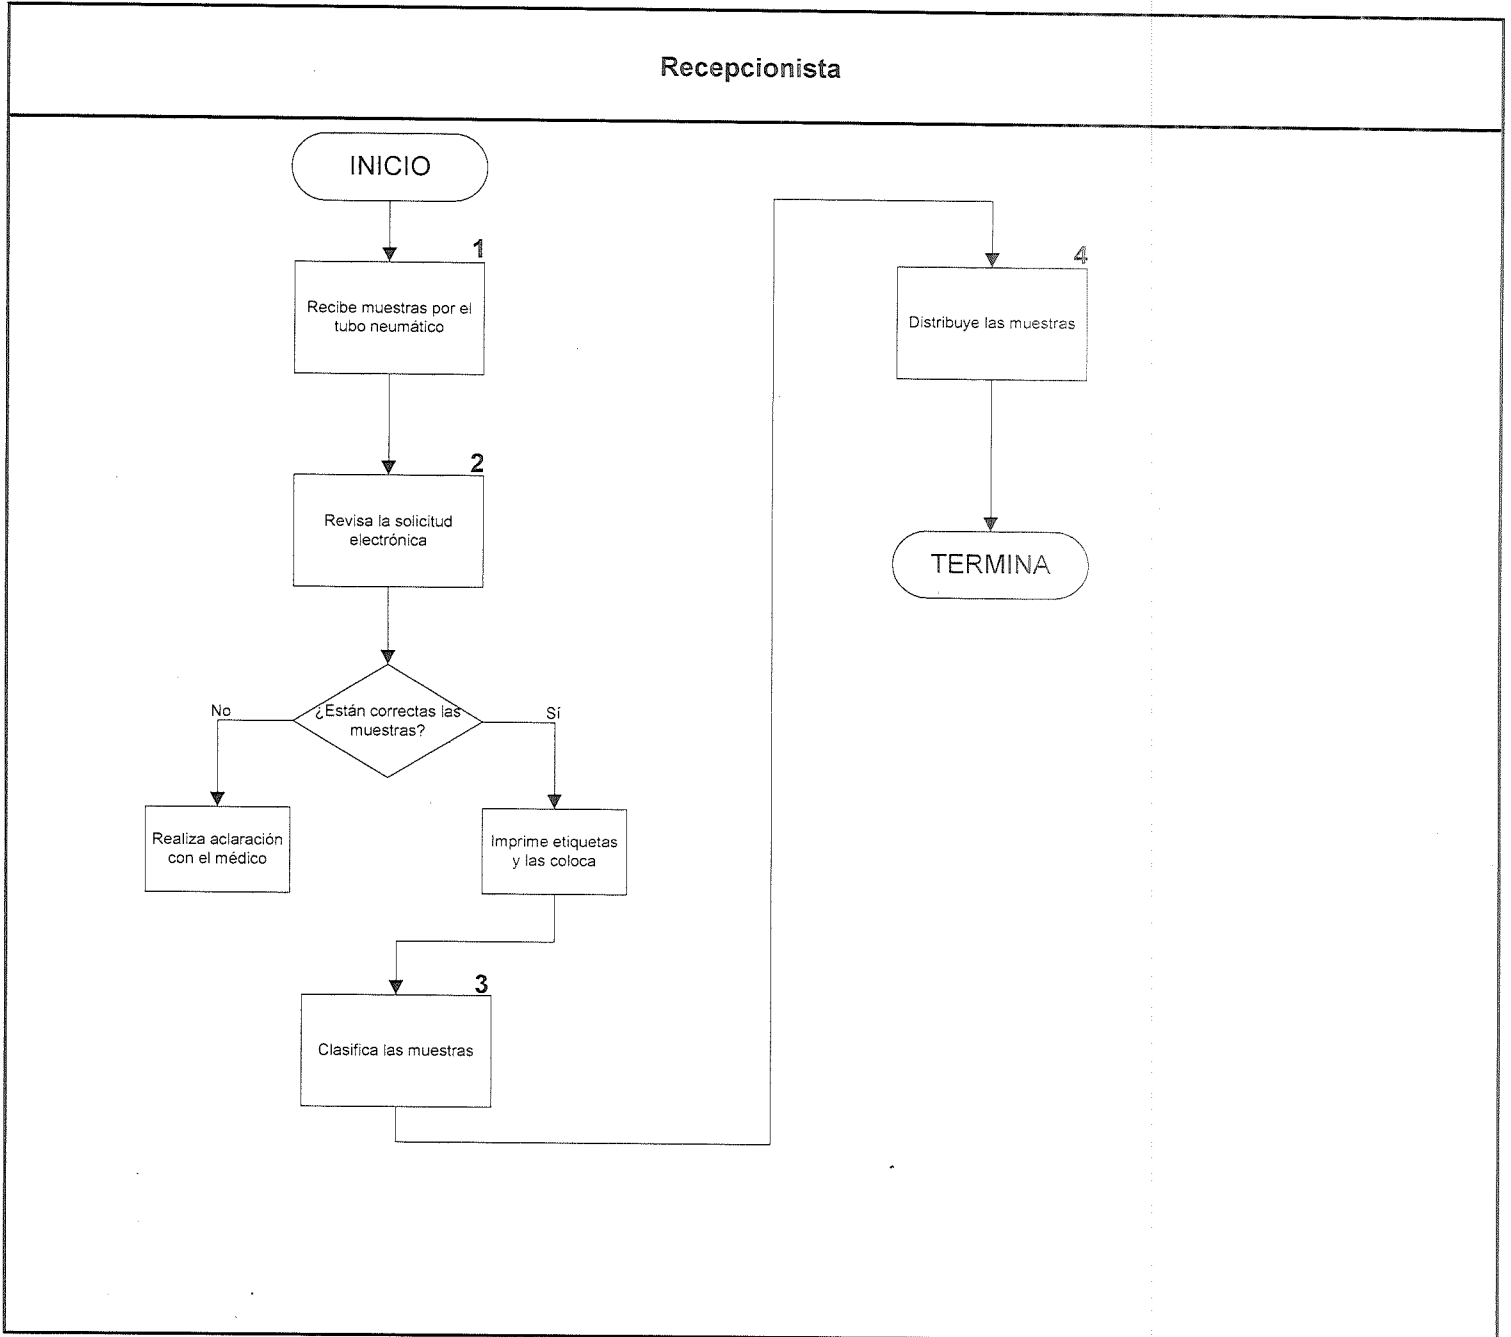 Recepcionista
INICIO
1
Recibe muestras por el
tubo neumático
2
Revisa la solicitud
electrónica
¿Están correctas las
muestras?
No
Sí
Realiza aclaración
con el médico
Imprime etiquetas
y las coloca
3
Clasifica las muestras
4
Distribuye las muestras
TERMINA